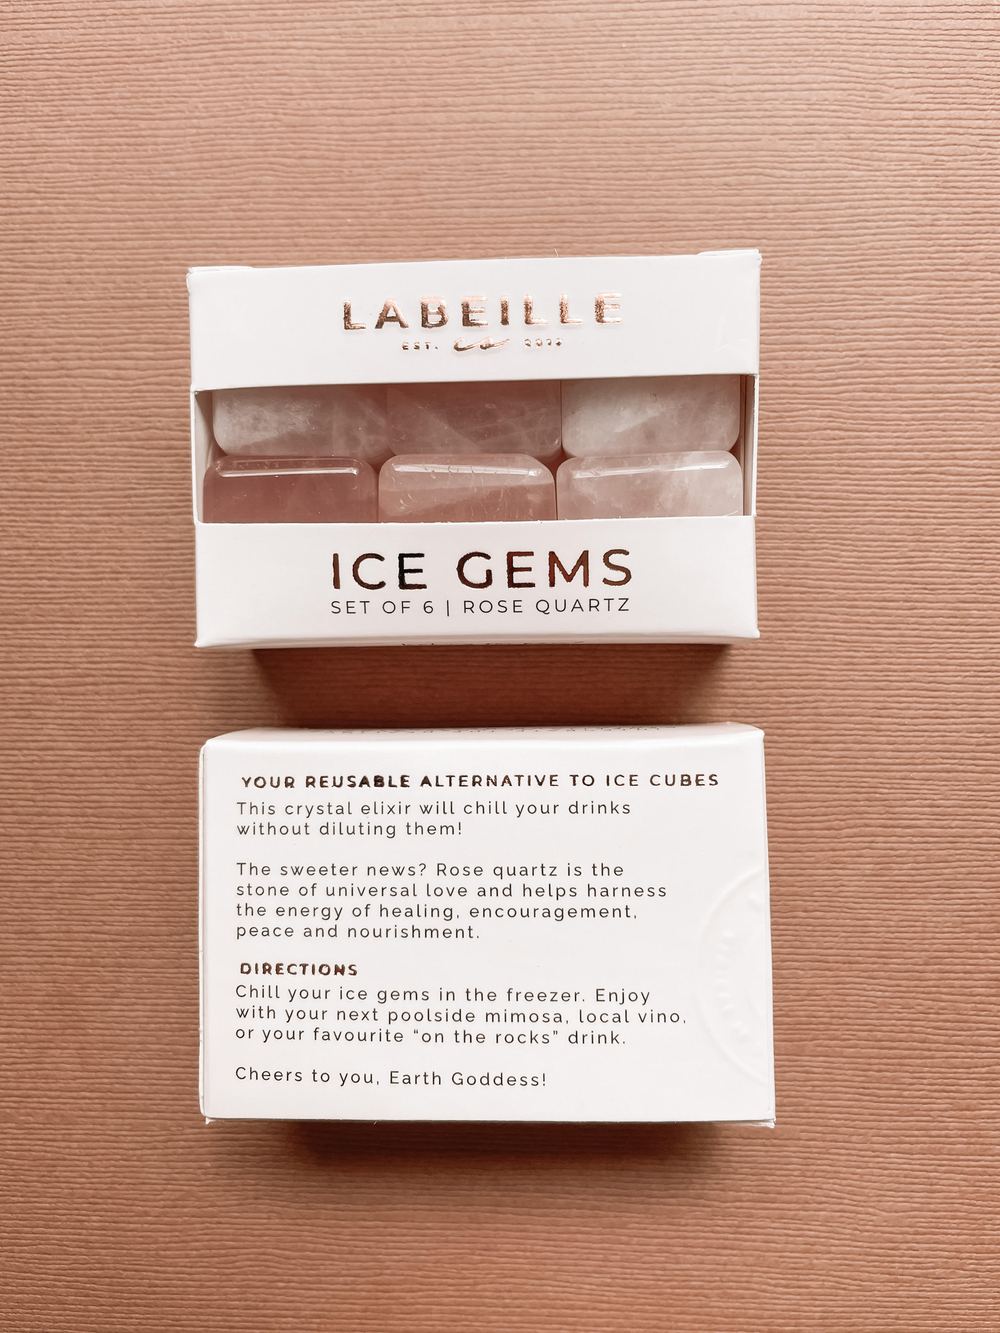 LABEILLE
EST. co
ICE GEMS
SET OF 6 | ROSE QUARTZ
YOUR REUSABLE ALTERNATIVE TO ICE CUBES
This crystal elixir will chill your drinks
without diluting them!
The sweeter news? Rose quartz is the
stone of universal love and helps harness
the energy of healing, encouragement,
peace and nourishment.
DIRECTIONS
Chill your ice gems in the freezer. Enjoy
with your next poolside mimosa, local vino,
or your favourite “on the rocks” drink.
Cheers to you, Earth Goddess!